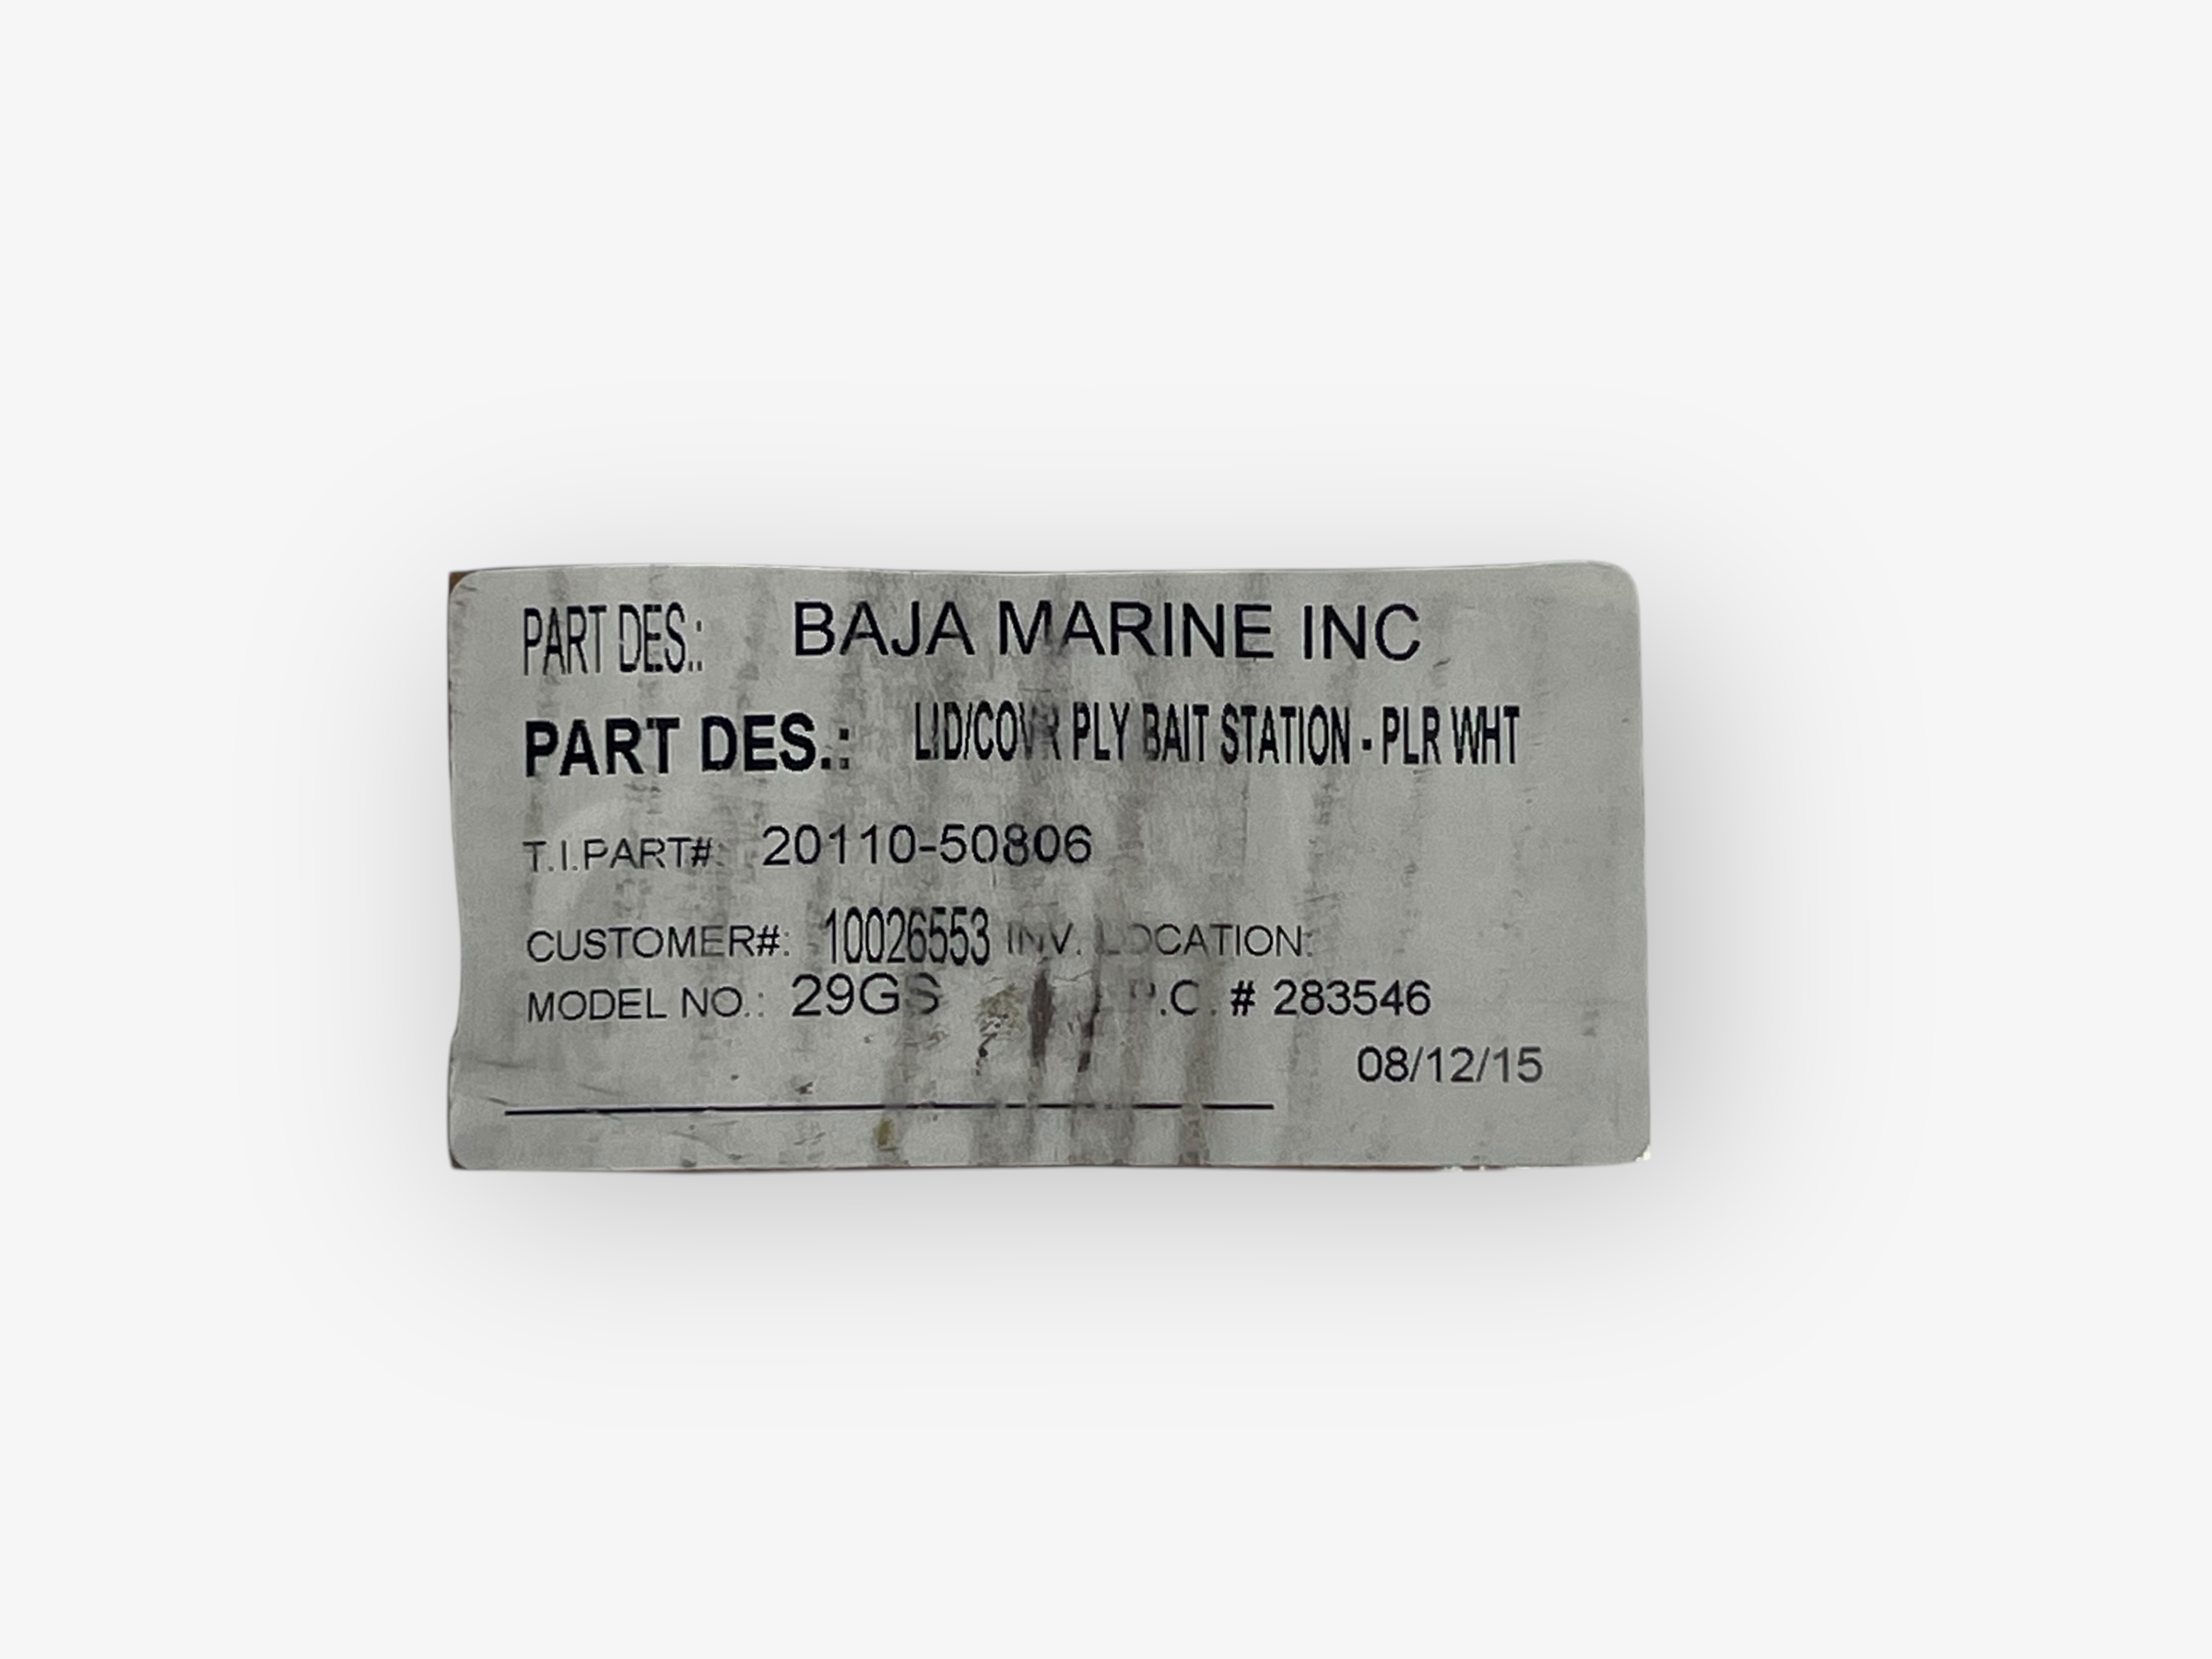 PART DES.: BAJA MARINE INC
PART DES.: LID/COVR PLY BAIT STATION - PLR WHT
T.I.PART#: 20110-50806
CUSTOMER#: 10026553 INV. LOCATION:
MODEL NO.: 29GS # 283546
08/12/15